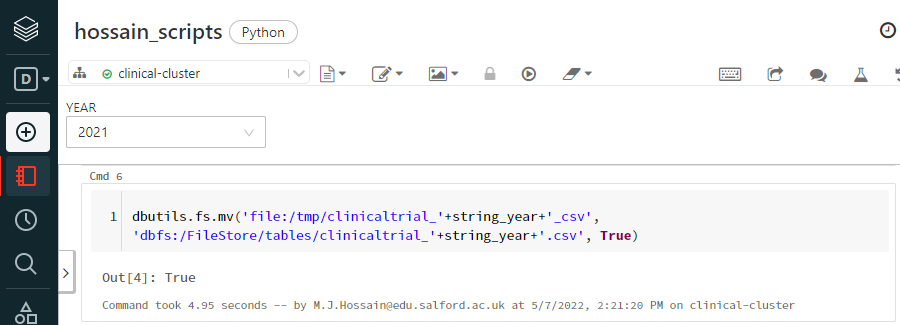 hossain_scripts Python
D
clinical-cluster
YEAR
2021
Cmd 6
1 dbutils.fs.mv('file:/tmp/clinicaltrial_'+string_year+'_csv',
'dbfs:/FileStore/tables/clinicaltrial_'+string_year+'.csv', True)
Out[4]: True
Command took 4.95 seconds -- by M.J.Hossain@edu.salford.ac.uk at 5/7/2022, 2:21:20 PM on clinical-cluster